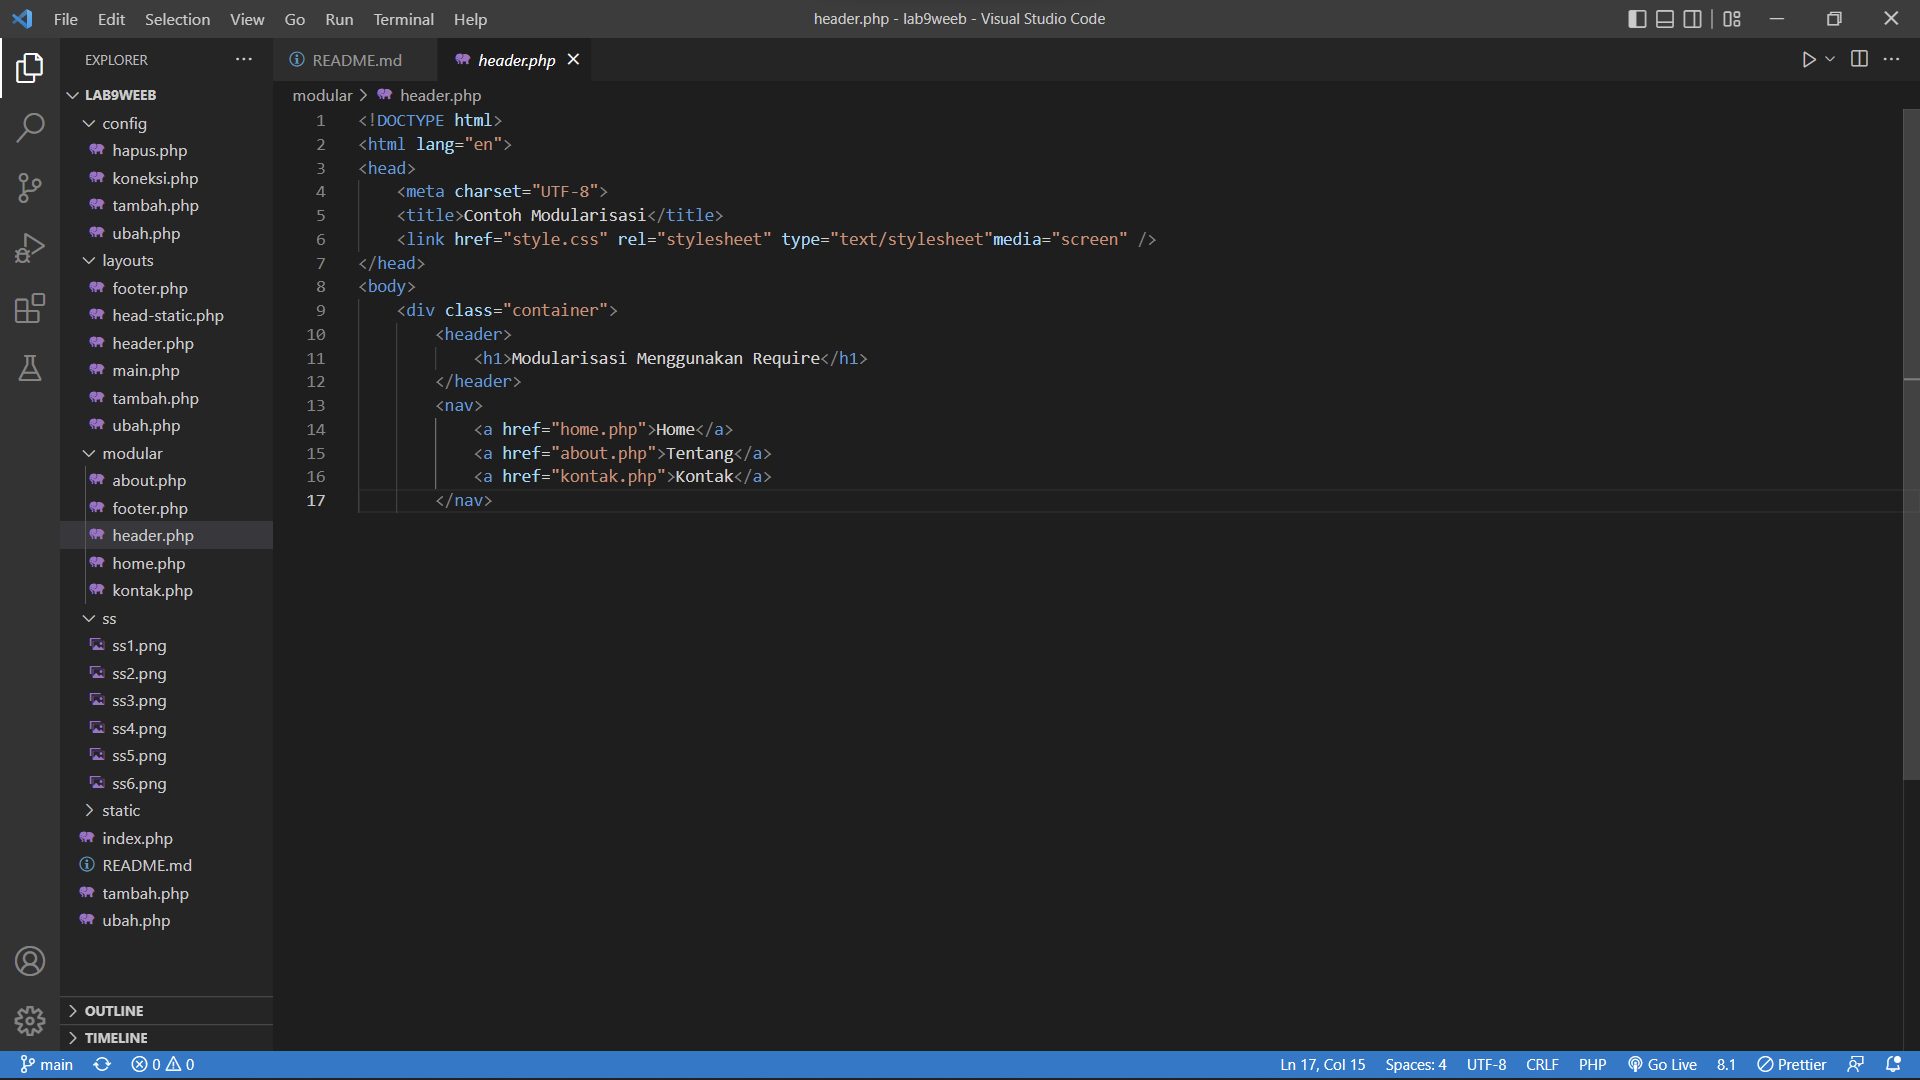 File Edit Selection View Go Run Terminal Help
header.php - lab9weeb - Visual Studio Code
EXPLORER
LAB9WEEB
config
hapus.php
koneksi.php
tambah.php
ubah.php
layouts
footer.php
head-static.php
header.php
main.php
tambah.php
ubah.php
modular
about.php
footer.php
header.php
home.php
kontak.php
ss
ss1.png
ss2.png
ss3.png
ss4.png
ss5.png
ss6.png
static
index.php
README.md
tambah.php
ubah.php
OUTLINE
TIMELINE
README.md header.php
modular > header.php
1 <!DOCTYPE html>
2 <html lang="en">
3 <head>
4     <meta charset="UTF-8">
5     <title>Contoh Modularisasi</title>
6     <link href="style.css" rel="stylesheet" type="text/stylesheet"media="screen" />
7 </head>
8 <body>
9     <div class="container">
10         <header>
11             <h1>Modularisasi Menggunakan Require</h1>
12         </header>
13         <nav>
14             <a href="home.php">Home</a>
15             <a href="about.php">Tentang</a>
16             <a href="kontak.php">Kontak</a>
17         </nav>
main 0 0 Ln 17, Col 15 Spaces: 4 UTF-8 CRLF PHP Go Live 8.1 Prettier